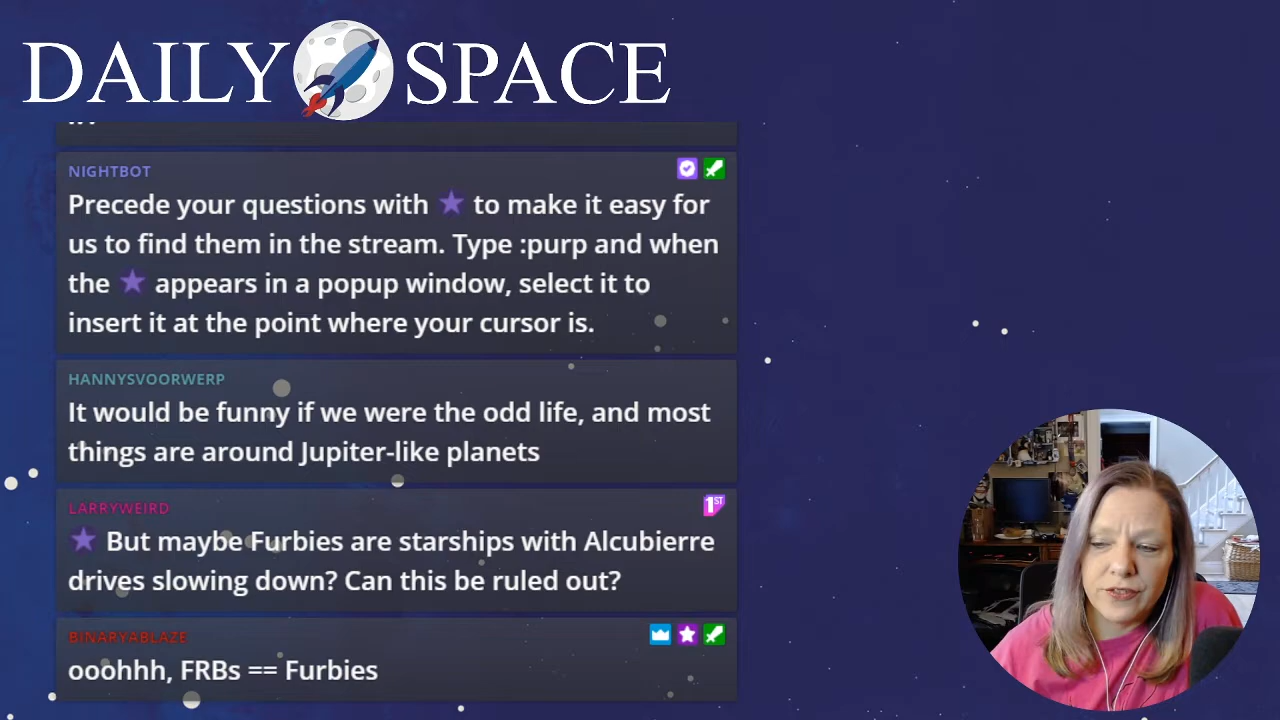 DAILY SPACE
NIGHTBOT
Precede your questions with ★ to make it easy for
us to find them in the stream. Type :purp and when
the ★ appears in a popup window, select it to
insert it at the point where your cursor is.
HANNYSVOORWERP
It would be funny if we were the odd life, and most
things are around Jupiter-like planets
LARRYWEIRD
1ST
★ But maybe Furbies are starships with Alcubierre
drives slowing down? Can this be ruled out?
BINARYABLAZE
ooohhh, FRBs == Furbies